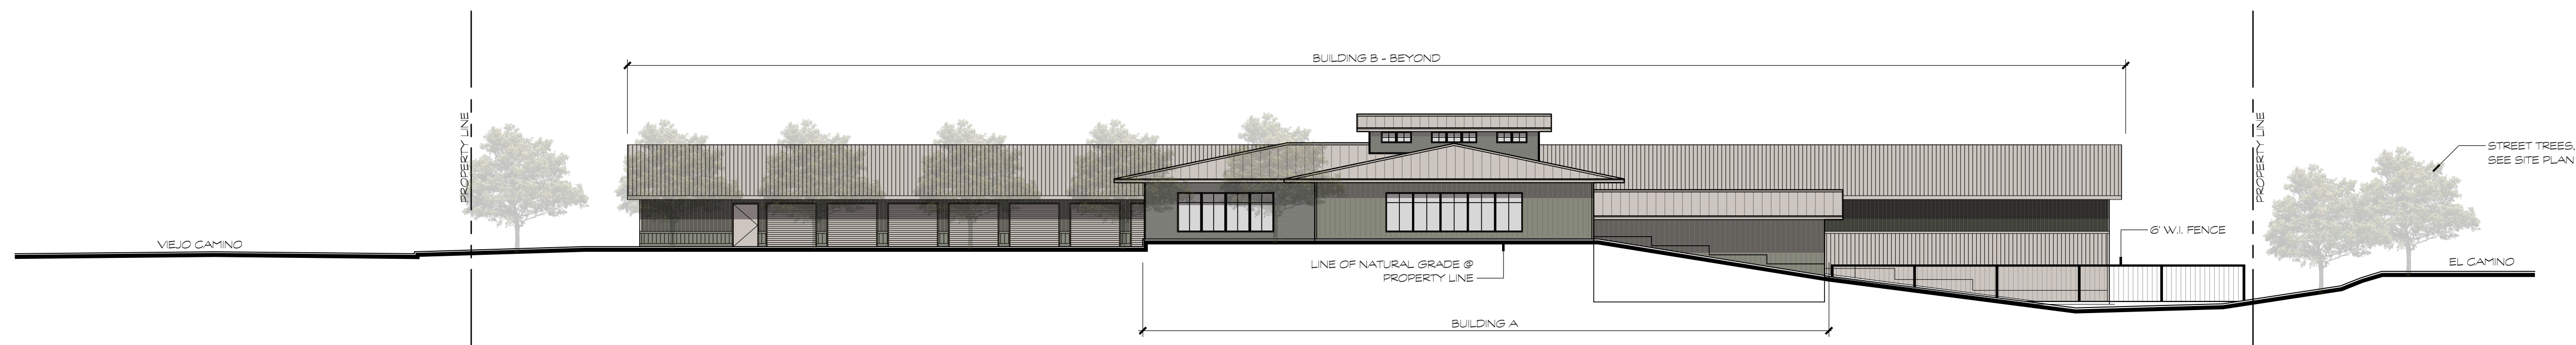 BUILDING B - BEYOND
PROPERTY LINE
PROPERTY LINE
STREET TREES,
SEE SITE PLAN
VIEJO CAMINO
6' W.I. FENCE
LINE OF NATURAL GRADE @
PROPERTY LINE
EL CAMINO
BUILDING A